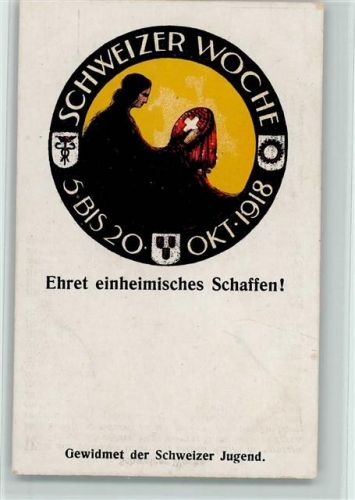 SCHWEIZER WOCHE
5·BIS 20· OKT·1918
Ehret einheimisches Schaffen!
Gewidmet der Schweizer Jugend.